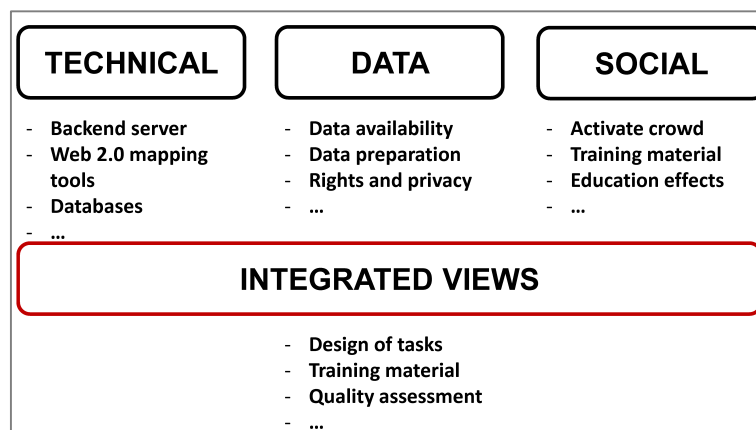 TECHNICAL
- Backend server
- Web 2.0 mapping
tools
- Databases
- ...
DATA
- Data availability
- Data preparation
- Rights and privacy
- ...
SOCIAL
- Activate crowd
- Training material
- Education effects
- ...
INTEGRATED VIEWS
- Design of tasks
- Training material
- Quality assessment
- ...